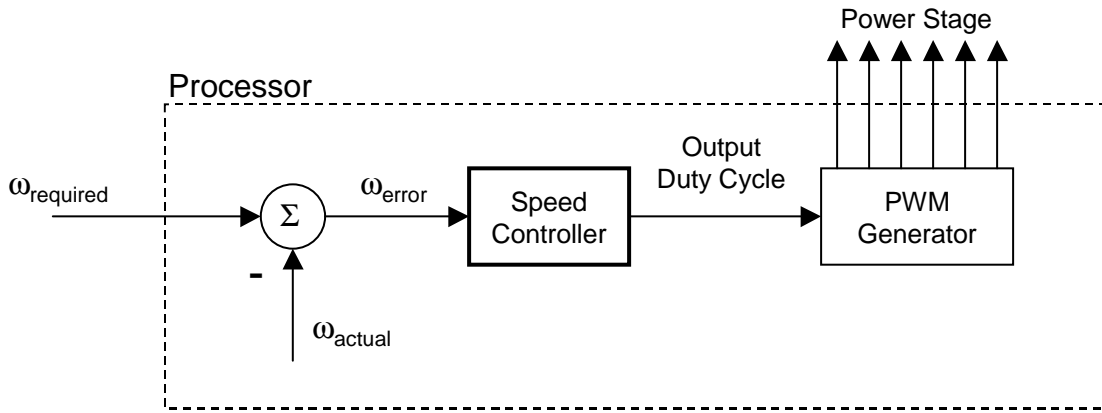 Power Stage
Processor
Output
Duty Cycle
ωrequired
Σ
ωerror
Speed
Controller
PWM
Generator
-
ωactual